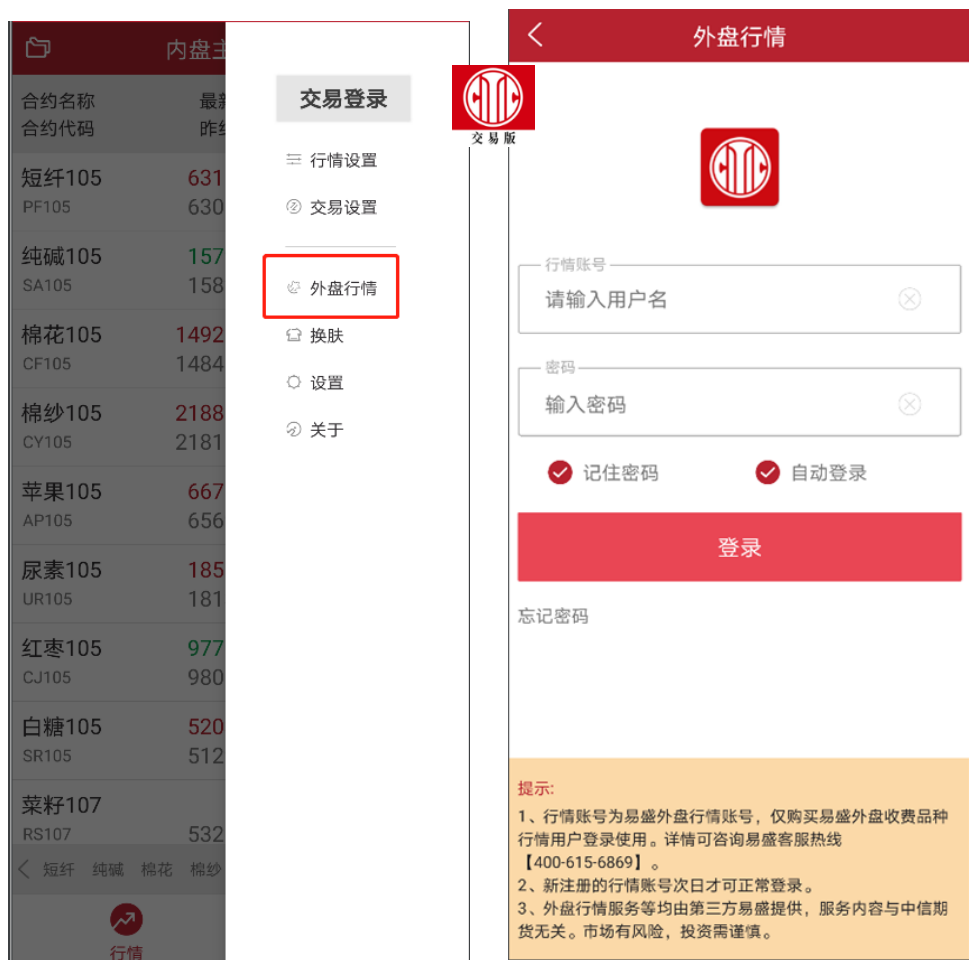 内盘主
合约名称
最新
合约代码
昨结
短纤105
631
PF105
630
纯碱105
157
SA105
158
棉花105
1492
CF105
1484
棉纱105
2188
CY105
2181
苹果105
667
AP105
656
尿素105
185
UR105
181
红枣105
977
CJ105
980
白糖105
520
SR105
512
菜籽107
RS107
532
短纤 纯碱 棉花 棉纱
行情
交易登录
行情设置
交易设置
外盘行情
换肤
设置
关于
交易版
外盘行情
行情账号
请输入用户名
密码
输入密码
记住密码
自动登录
登录
忘记密码
提示:
1、行情账号为易盛外盘行情账号，仅购买易盛外盘收费品种
行情用户登录使用。详情可咨询易盛客服热线
【400-615-6869】。
2、新注册的行情账号次日才可正常登录。
3、外盘行情服务等均由第三方易盛提供，服务内容与中信期
货无关。市场有风险，投资需谨慎。